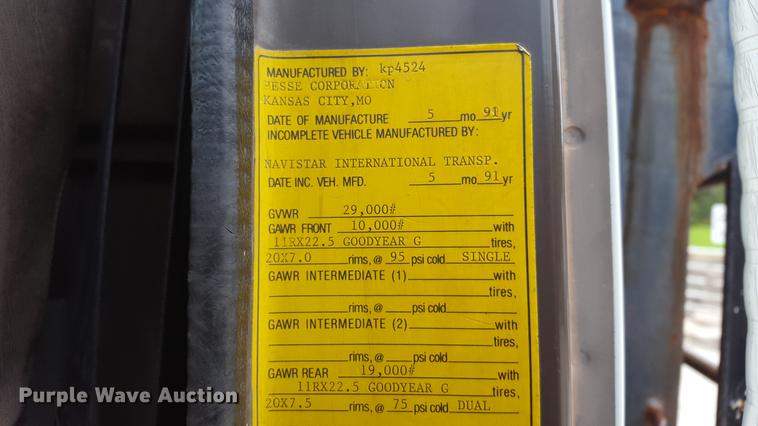 MANUFACTURED BY: kp4524
HESSE CORPORATION
KANSAS CITY,MO
DATE OF MANUFACTURE 5 mo 91 yr
INCOMPLETE VEHICLE MANUFACTURED BY:
NAVISTAR INTERNATIONAL TRANSP.
DATE INC. VEH. MFD. 5 mo 91 yr
GVWR 29,000#
GAWR FRONT 10,000# with
11RX22.5 GOODYEAR G tires,
20X7.0 rims, @ 95 psi cold SINGLE
GAWR INTERMEDIATE (1) with
tires,
rims, @ psi cold
GAWR INTERMEDIATE (2) with
tires,
rims, @ psi cold
GAWR REAR 19,000# with
11RX22.5 GOODYEAR G tires,
20X7.5 rims, @ 75 psi cold DUAL
Purple Wave Auction